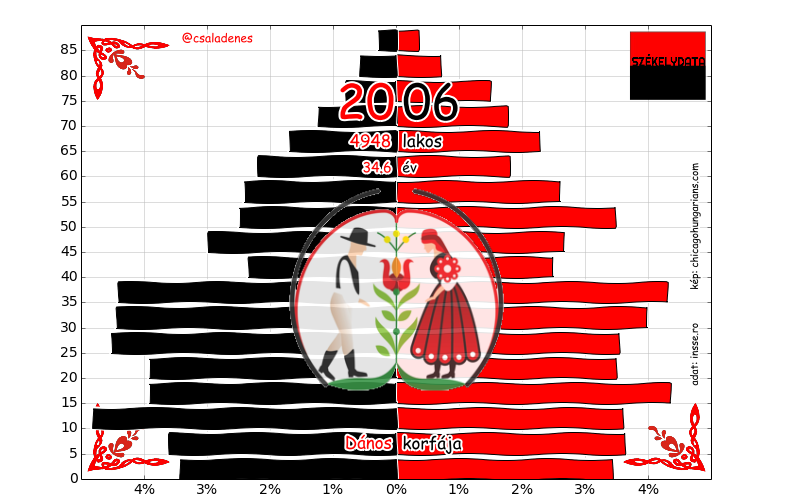 @csaladenes
SZÉKELYDATA
2006
4948 lakos
34.6 év
kép: chicagohungarians.com
adat: insse.ro
Dános korfája
85
80
75
70
65
60
55
50
45
40
35
30
25
20
15
10
5
0
4% 3% 2% 1% 0% 1% 2% 3% 4%